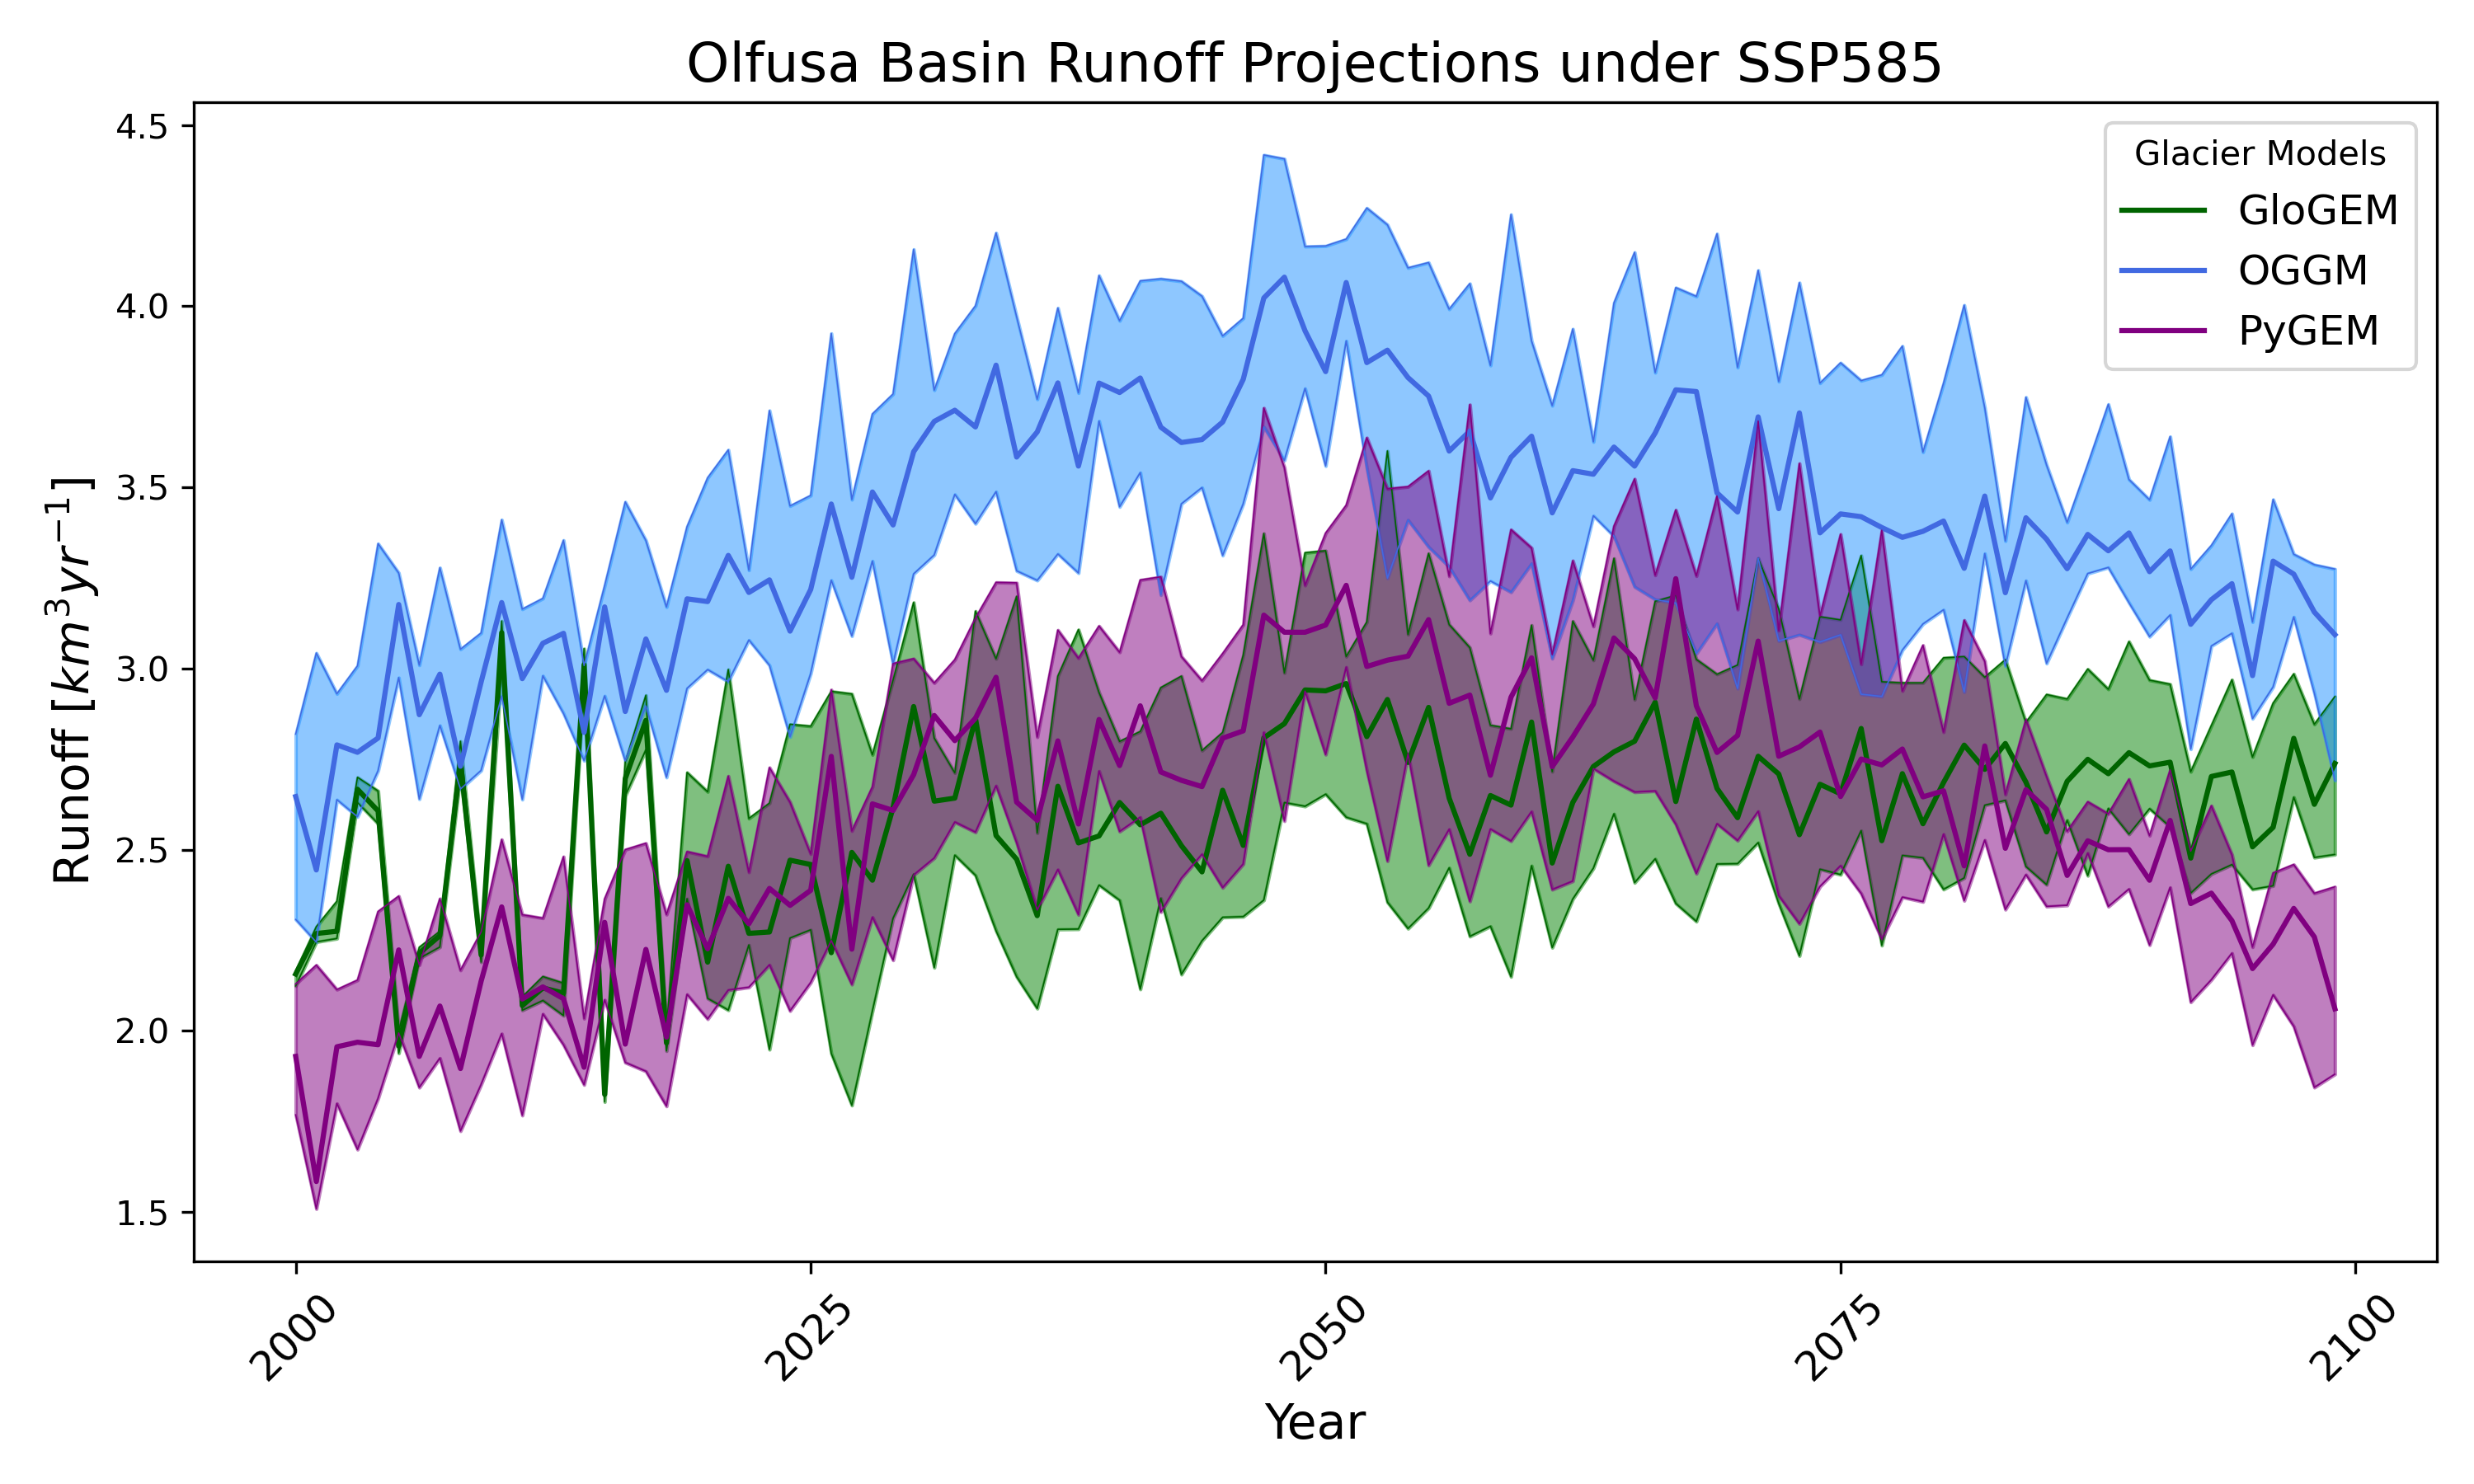 Olfusa Basin Runoff Projections under SSP585
Runoff [km³yr⁻¹]
4.5
4.0
3.5
3.0
2.5
2.0
1.5
Glacier Models
GloGEM
OGGM
PyGEM
2000
2025
2050
2075
2100
Year